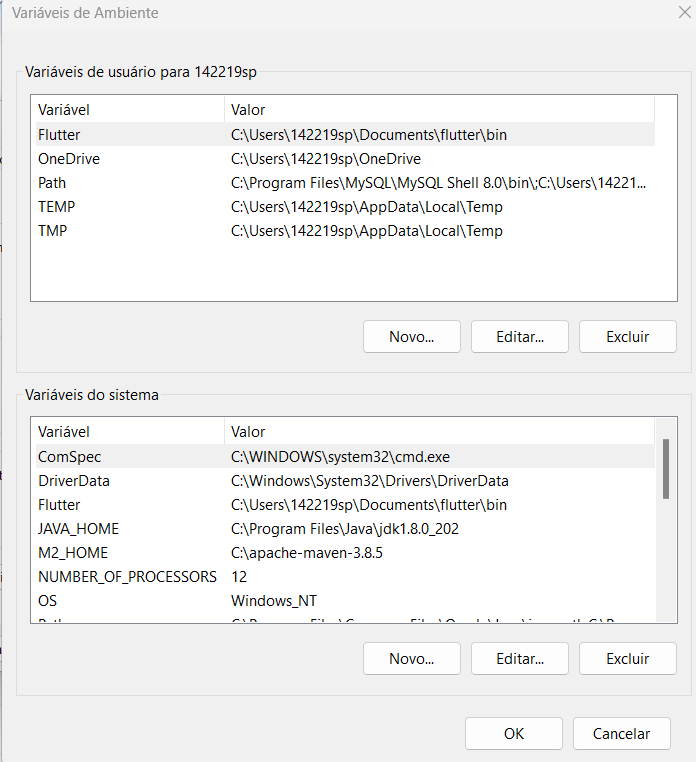 Variáveis de Ambiente
Variáveis de usuário para 142219sp
Variável Valor
Flutter C:\Users\142219sp\Documents\flutter\bin
OneDrive C:\Users\142219sp\OneDrive
Path C:\Program Files\MySQL\MySQL Shell 8.0\bin\;C:\Users\14221...
TEMP C:\Users\142219sp\AppData\Local\Temp
TMP C:\Users\142219sp\AppData\Local\Temp
Novo... Editar... Excluir
Variáveis do sistema
Variável Valor
ComSpec C:\WINDOWS\system32\cmd.exe
DriverData C:\Windows\System32\Drivers\DriverData
Flutter C:\Users\142219sp\Documents\flutter\bin
JAVA_HOME C:\Program Files\Java\jdk1.8.0_202
M2_HOME C:\apache-maven-3.8.5
NUMBER_OF_PROCESSORS 12
OS Windows_NT
Novo... Editar... Excluir
OK Cancelar